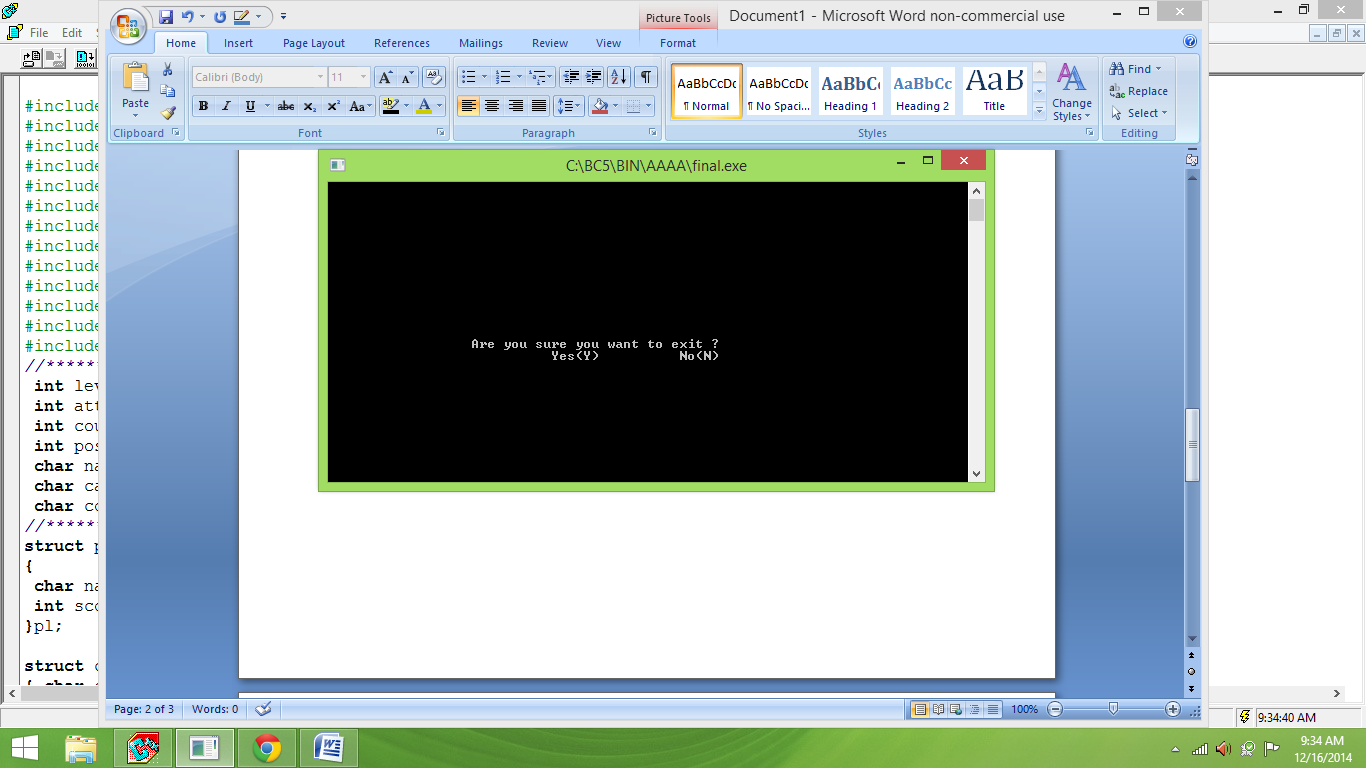 File Edit
Picture Tools
Document1 - Microsoft Word non-commercial use
Home Insert Page Layout References Mailings Review View Format
Paste
Calibri (Body) 11
B I U abc X₂ X² Aa
AaBbCcDc AaBbCcDc AaBbCc AaBbCc AaB
¶ Normal ¶ No Spaci... Heading 1 Heading 2 Title
Change
Styles
Find
Replace
Select
Clipboard Font Paragraph Styles Editing
#include
#include
#include
#include
#include
#include
#include
#include
#include
#include
#include
#include
#include
//*****
int lev
int att
int cou
int pos
char na
char ca
char co
//*****
struct p
{
char na
int sco
}pl;
struct
C:\BC5\BIN\AAAA\final.exe
Are you sure you want to exit ?
Yes(Y) No(N)
Page: 2 of 3 Words: 0 100%
9:34:40 AM
9:34 AM
12/16/2014